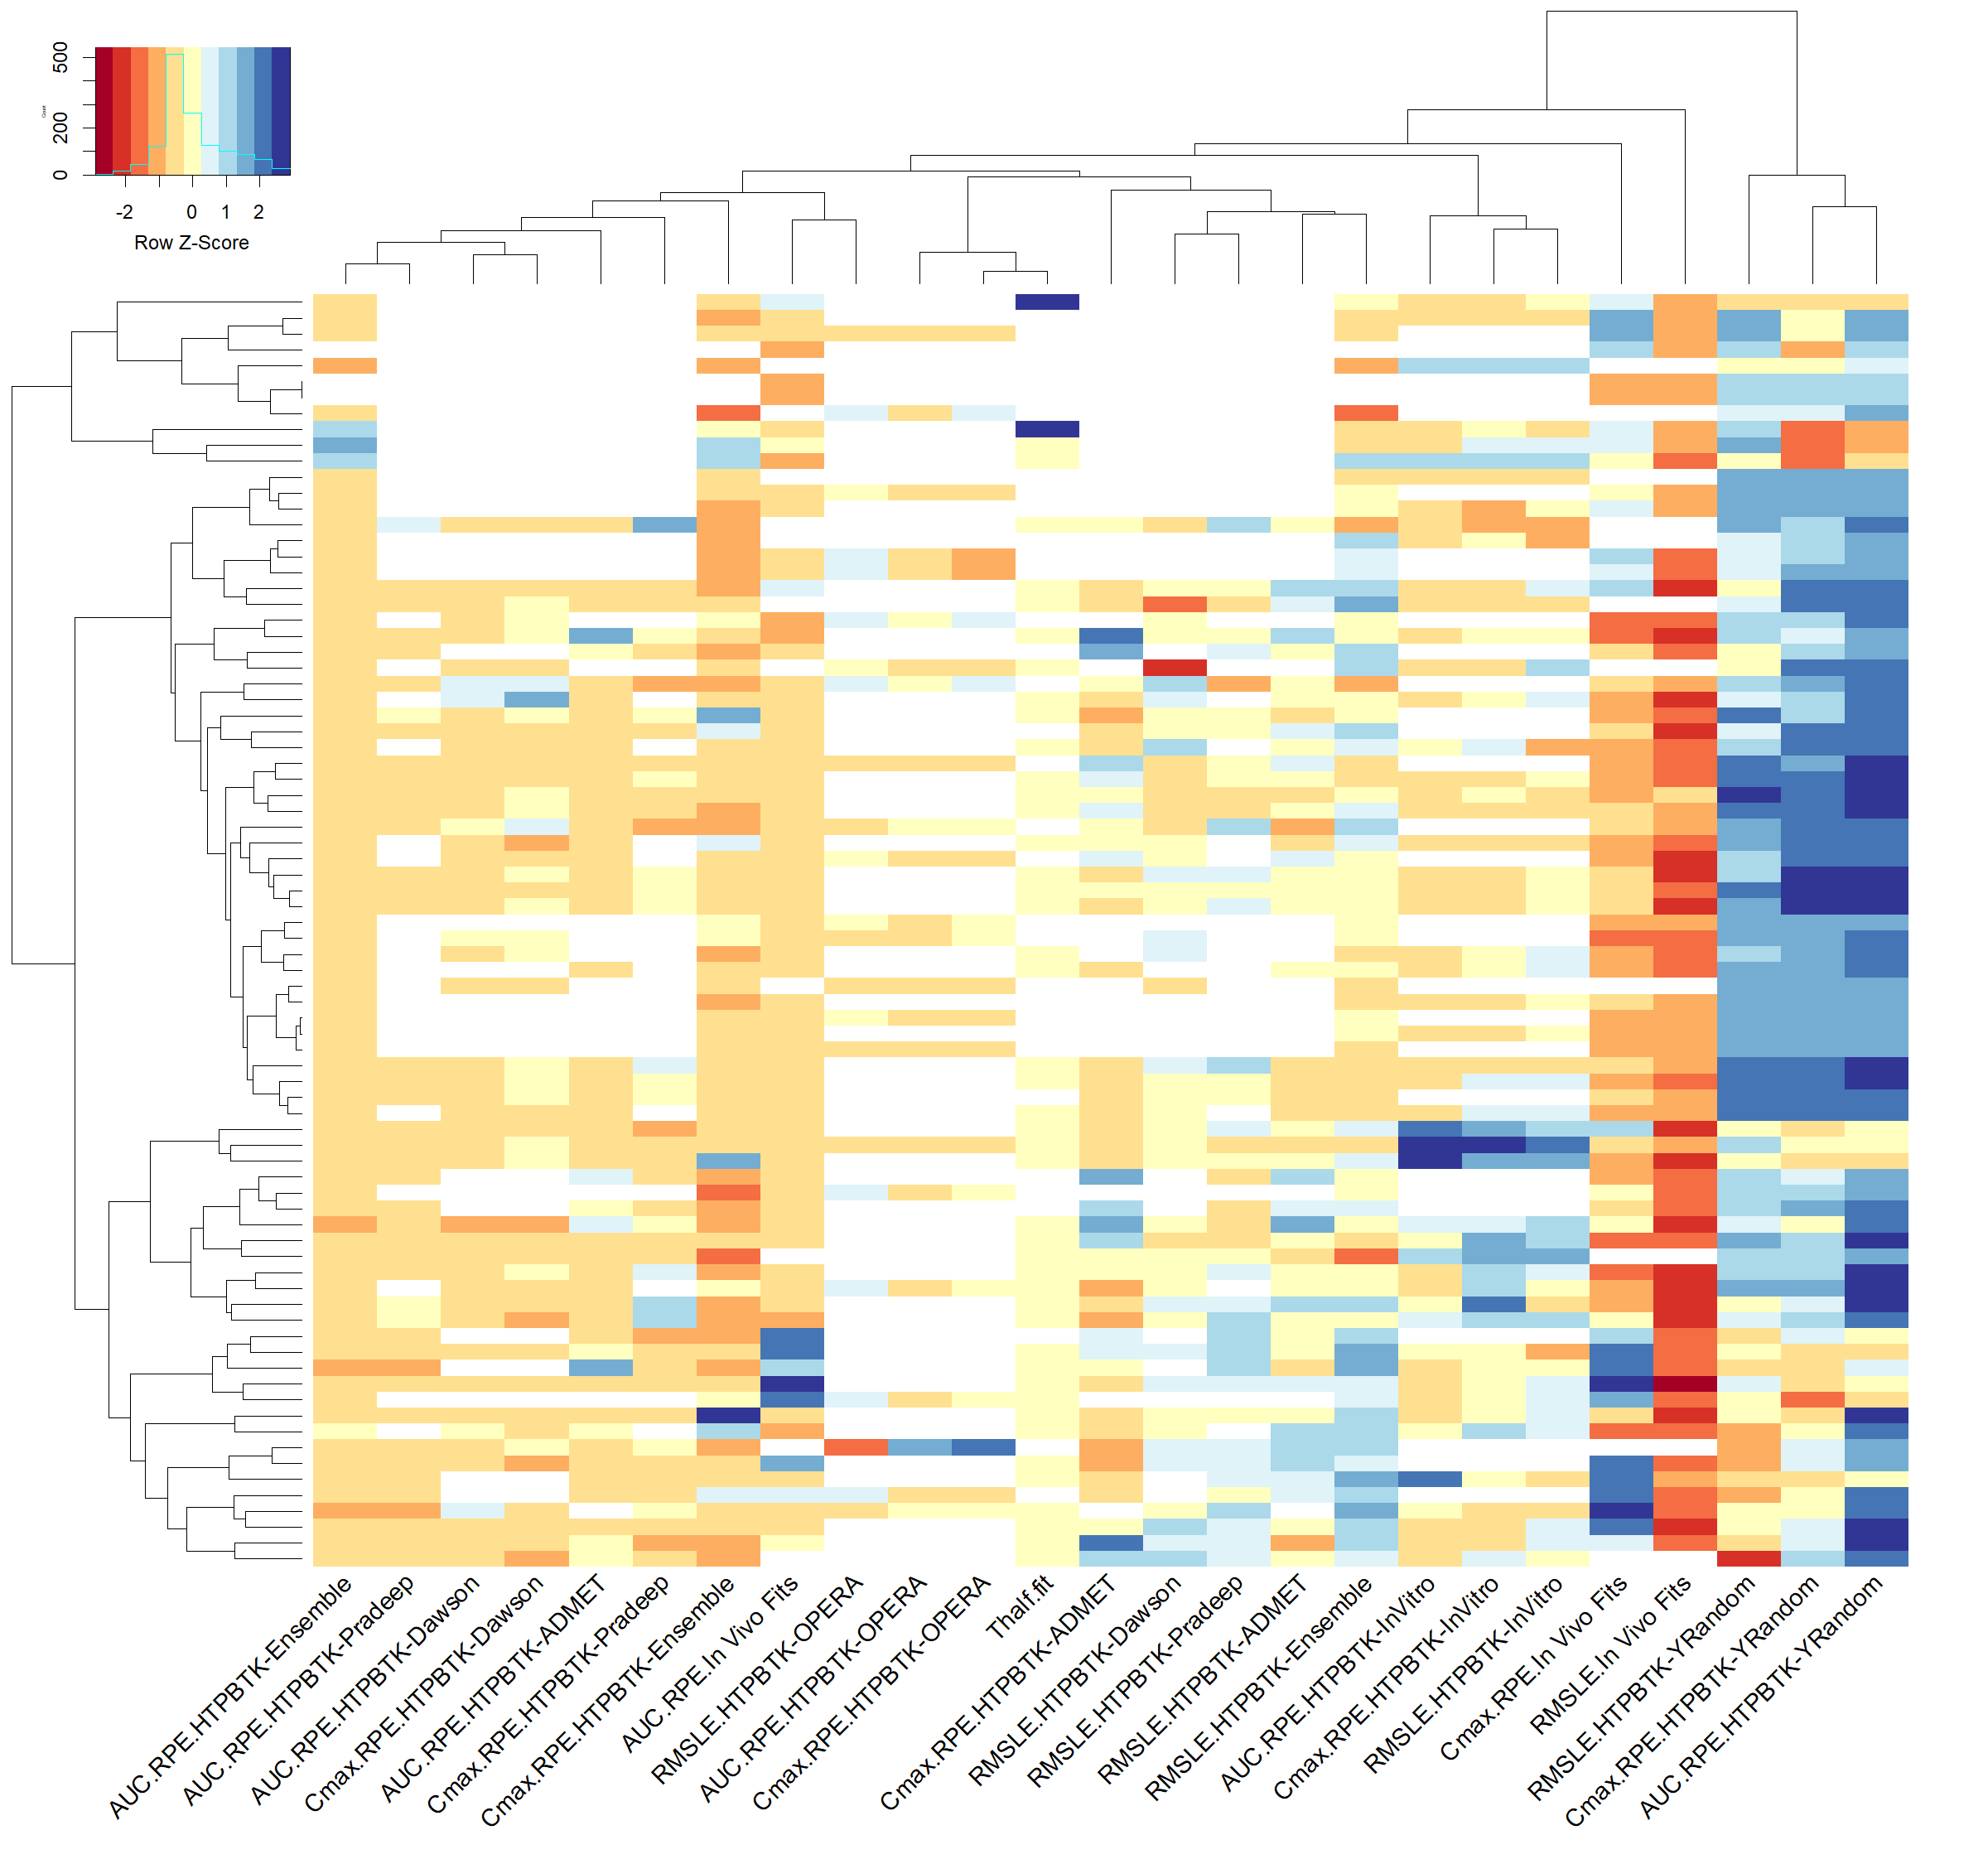 500
200
0
Count
-2
0
1
2
Row Z-Score
AUC.RPE.HTPBTK-Ensemble
AUC.RPE.HTPBTK-Pradeep
AUC.RPE.HTPBTK-Dawson
Cmax.RPE.HTPBTK-Dawson
AUC.RPE.HTPBTK-ADMET
Cmax.RPE.HTPBTK-Pradeep
Cmax.RPE.HTPBTK-Ensemble
AUC.RPE.In Vivo Fits
RMSLE.HTPBTK-OPERA
AUC.RPE.HTPBTK-OPERA
Cmax.RPE.HTPBTK-OPERA
Thalf.fit
Cmax.RPE.HTPBTK-ADMET
RMSLE.HTPBTK-Dawson
RMSLE.HTPBTK-Pradeep
RMSLE.HTPBTK-ADMET
RMSLE.HTPBTK-Ensemble
AUC.RPE.HTPBTK-InVitro
Cmax.RPE.HTPBTK-InVitro
RMSLE.HTPBTK-InVitro
Cmax.RPE.In Vivo Fits
RMSLE.In Vivo Fits
RMSLE.HTPBTK-YRandom
Cmax.RPE.HTPBTK-YRandom
AUC.RPE.HTPBTK-YRandom